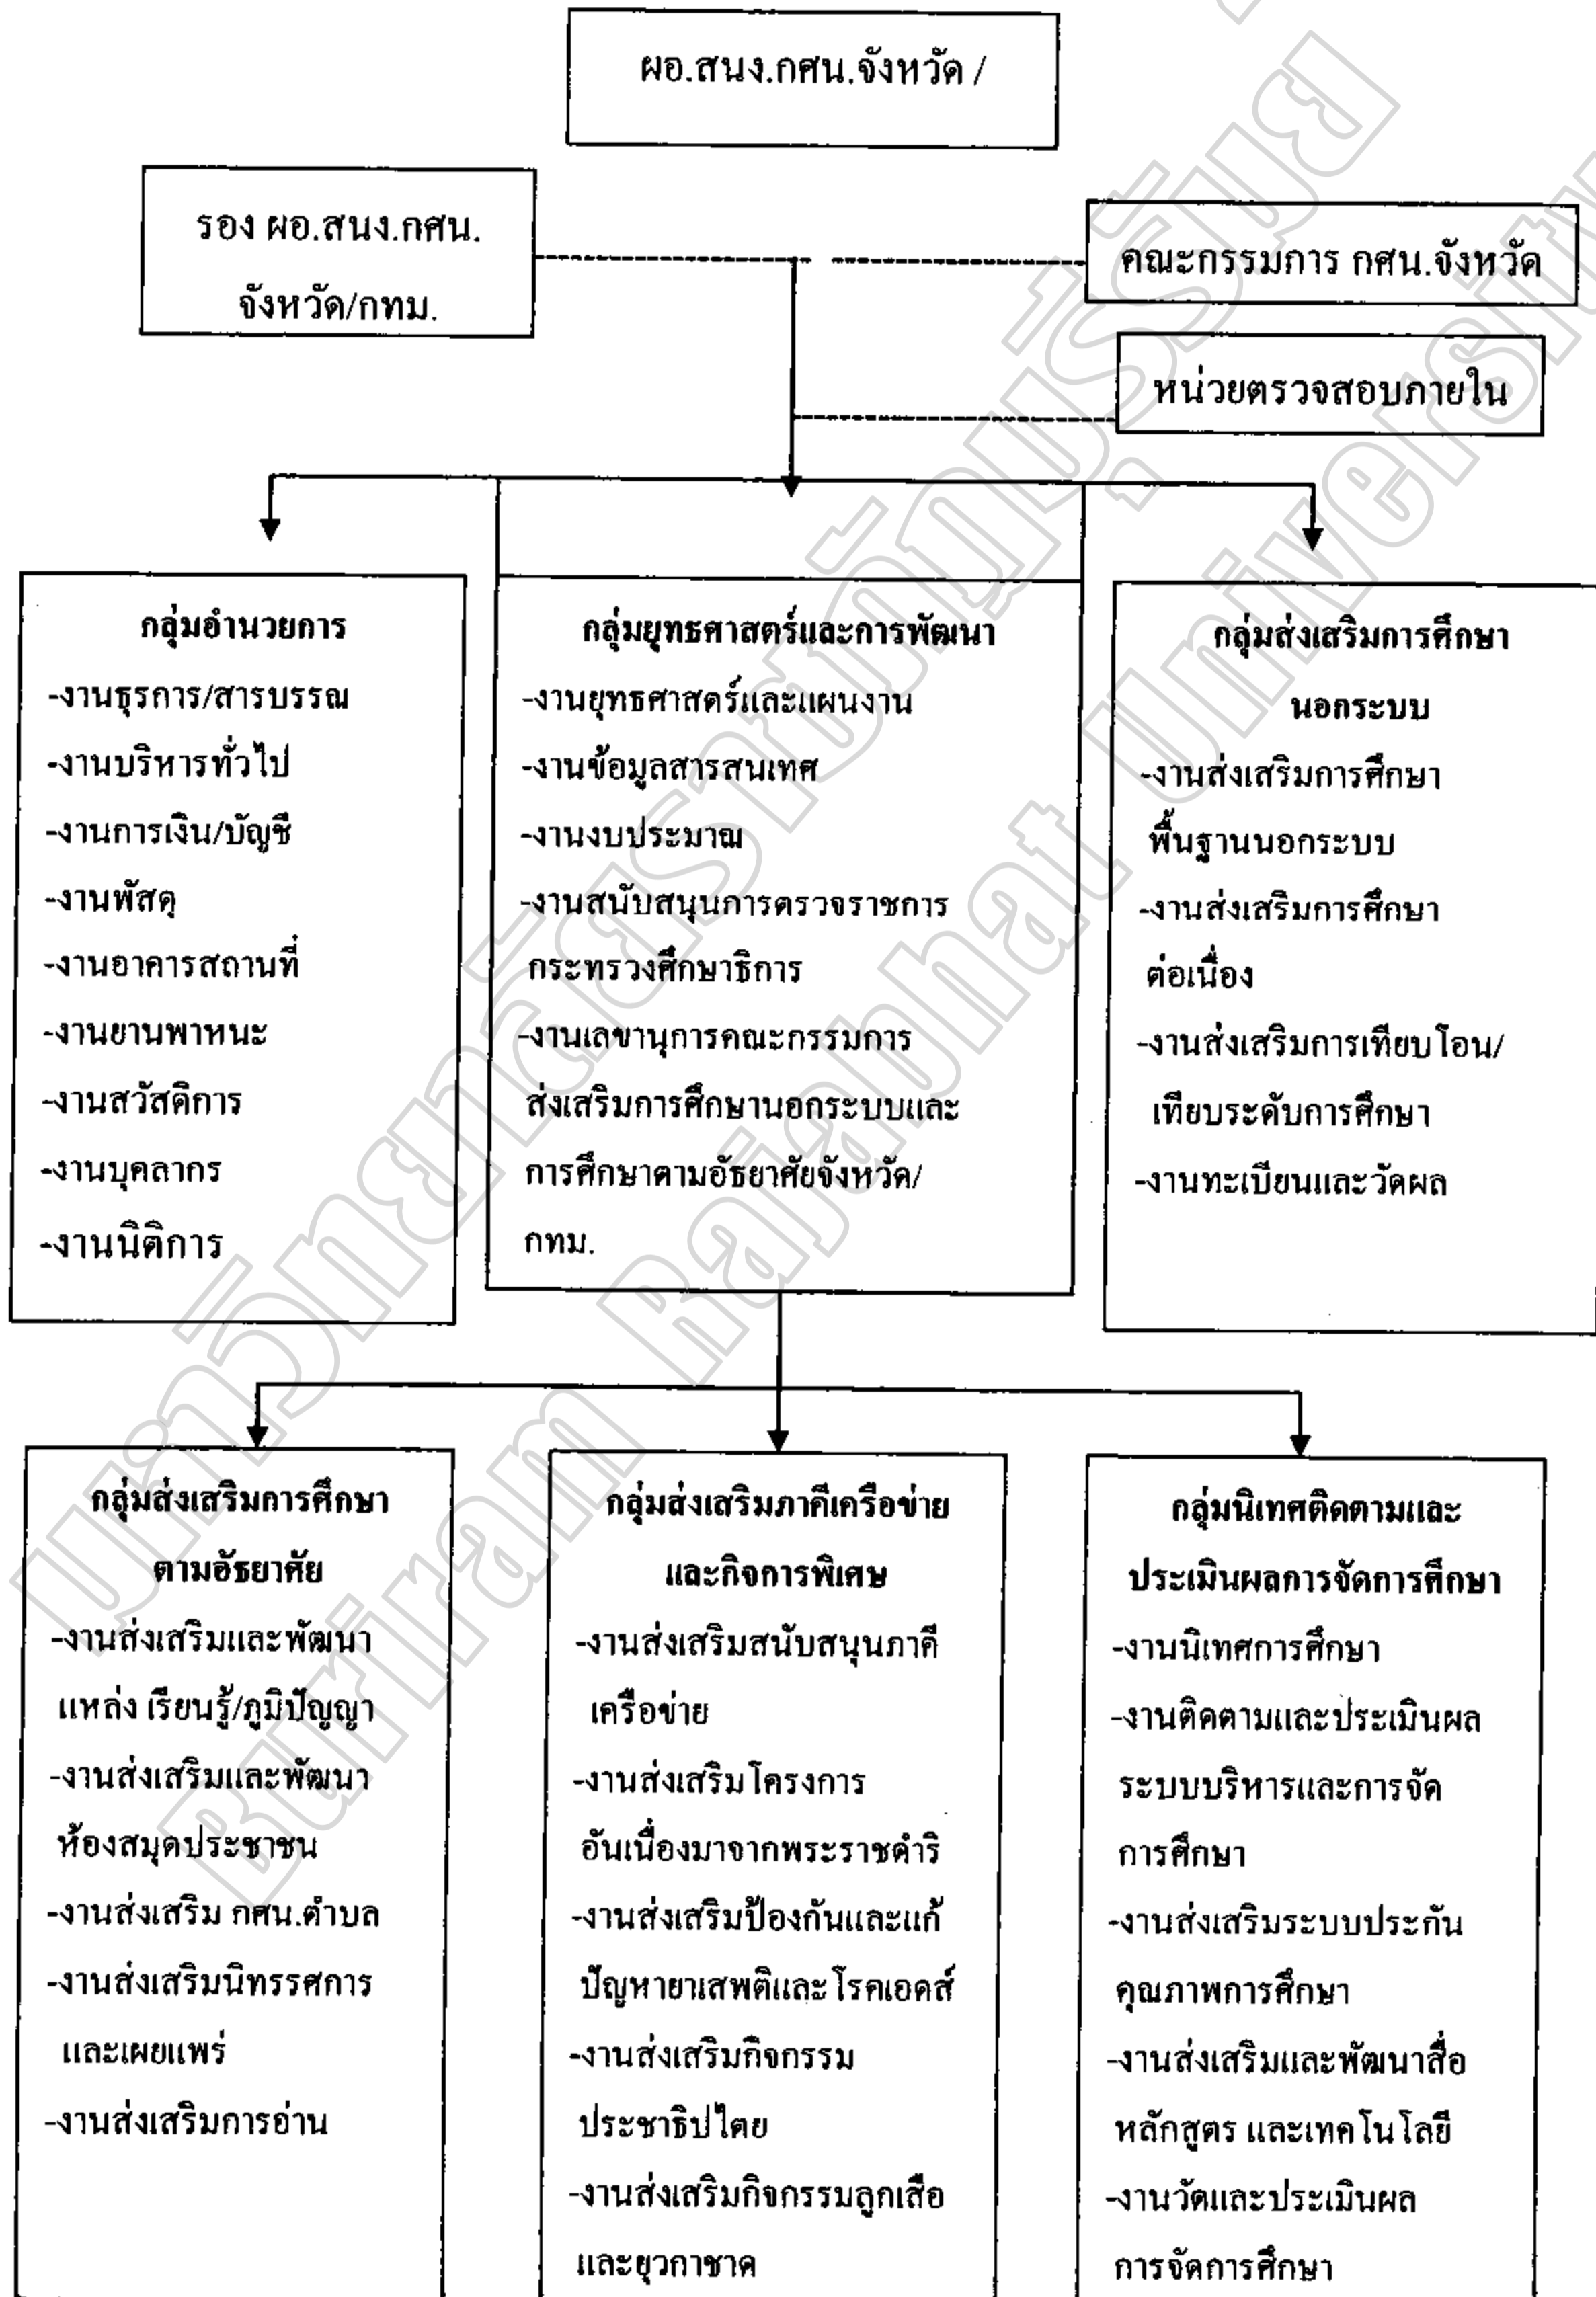 ผอ.สนง.กศน.จังหวัด /
รอง ผอ.สนง.กศน.
จังหวัด/กทม.
คณะกรรมการ กศน.จังหวัด
หน่วยตรวจสอบภายใน
กลุ่มอำนวยการ
-งานธุรการ/สารบรรณ
-งานบริหารทั่วไป
-งานการเงิน/บัญชี
-งานพัสดุ
-งานอาคารสถานที่
-งานยานพาหนะ
-งานสวัสดิการ
-งานบุคลากร
-งานนิติการ
กลุ่มยุทธศาสตร์และการพัฒนา
-งานยุทธศาสตร์และแผนงาน
-งานข้อมูลสารสนเทศ
-งานงบประมาณ
-งานสนับสนุนการตรวจราชการ
กระทรวงศึกษาธิการ
-งานเลขานุการคณะกรรมการ
ส่งเสริมการศึกษานอกระบบและ
การศึกษาตามอัธยาศัยจังหวัด/
กทม.
กลุ่มส่งเสริมการศึกษา
นอกระบบ
-งานส่งเสริมการศึกษา
พื้นฐานนอกระบบ
-งานส่งเสริมการศึกษา
ต่อเนื่อง
-งานส่งเสริมการเทียบโอน/
เทียบระดับการศึกษา
-งานทะเบียนและวัดผล
กลุ่มส่งเสริมการศึกษา
ตามอัธยาศัย
-งานส่งเสริมและพัฒนา
แหล่ง เรียนรู้/ภูมิปัญญา
-งานส่งเสริมและพัฒนา
ห้องสมุดประชาชน
-งานส่งเสริม กศน.ตำบล
-งานส่งเสริมนิทรรศการ
และเผยแพร่
-งานส่งเสริมการอ่าน
กลุ่มส่งเสริมภาคีเครือข่าย
และกิจการพิเศษ
-งานส่งเสริมสนับสนุนภาคี
เครือข่าย
-งานส่งเสริมโครงการ
อันเนื่องมาจากพระราชดำริ
-งานส่งเสริมป้องกันและแก้
ปัญหายาเสพติและโรคเอดส์
-งานส่งเสริมกิจกรรม
ประชาธิปไตย
-งานส่งเสริมกิจกรรมลูกเสือ
และยุวกาชาด
กลุ่มนิเทศติดตามและ
ประเมินผลการจัดการศึกษา
-งานนิเทศการศึกษา
-งานติดตามและประเมินผล
ระบบบริหารและการจัด
การศึกษา
-งานส่งเสริมระบบประกัน
คุณภาพการศึกษา
-งานส่งเสริมและพัฒนาสื่อ
หลักสูตร และเทคโนโลยี
-งานวัดและประเมินผล
การจัดการศึกษา
มหาวิทยาลัยราชภัฏบุรีรัมย์
Buriram Rajabhat University